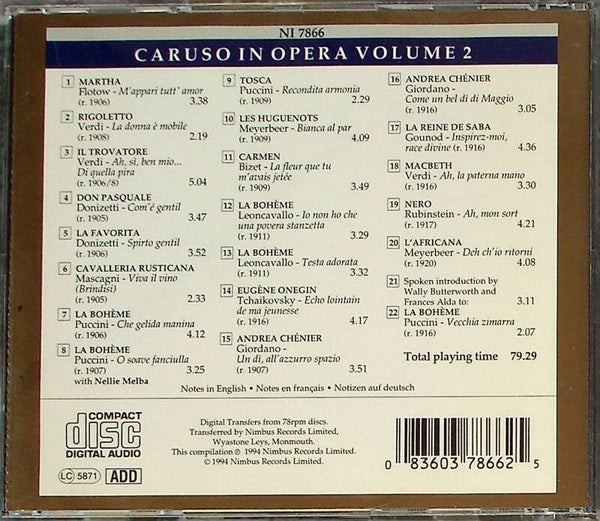 NI 7866
CARUSO IN OPERA VOLUME 2
1 MARTHA
Flotow - M'appari tutt' amor
(r. 1906) 3.38
2 RIGOLETTO
Verdi - La donna è mobile
(r. 1908) 2.19
3 IL TROVATORE
Verdi - Ah, si, ben mio...
Di quella pira
(r. 1906/8) 5.04
4 DON PASQUALE
Donizetti - Com'é gentil
(r. 1905) 3.47
5 LA FAVORITA
Donizetti - Spirto gentil
(r. 1906) 3.52
6 CAVALLERIA RUSTICANA
Mascagni - Viva il vino
(Brindisi)
(r. 1905) 2.33
7 LA BOHÈME
Puccini - Che gelida manina
(r. 1906) 4.12
8 LA BOHÈME
Puccini - O soave fanciulla
(r. 1907) 3.25
with Nellie Melba
9 TOSCA
Puccini - Recondita armonia
(r. 1909) 2.29
10 LES HUGUENOTS
Meyerbeer - Bianca al par
(r. 1909) 4.09
11 CARMEN
Bizet - La fleur que tu
m'avais jetée
(r. 1909) 3.49
12 LA BOHÈME
Leoncavallo - Io non ho che
una povera stanzetta
(r. 1911) 3.29
13 LA BOHÈME
Leoncavallo - Testa adorata
(r. 1911) 3.32
14 EUGÈNE ONEGIN
Tchaikovsky - Echo lointain
de ma jeunesse
(r. 1916) 4.17
15 ANDREA CHÉNIER
Giordano -
Un dì, all'azzurro spazio
(r. 1907) 3.51
16 ANDREA CHÉNIER
Giordano -
Come un bel dì di Maggio
(r. 1916) 3.05
17 LA REINE DE SABA
Gounod - Inspirez-moi,
race divine (r. 1916) 4.36
18 MACBETH
Verdi - Ah, la paterna mano
(r. 1916) 3.30
19 NERO
Rubinstein - Ah, mon sort
(r. 1917) 4.21
20 L'AFRICANA
Meyerbeer - Deh ch'io ritorni
(r. 1920) 4.08
21 Spoken introduction by
Wally Butterworth and
Frances Alda to: 3.11
22 LA BOHÈME
Puccini - Vecchia zimarra
(r. 1916) 2.07
Total playing time 79.29
Notes in English • Notes en français • Notizen auf deutsch
COMPACT
disc
DIGITAL AUDIO
LC 5871
ADD
Digital Transfers from 78rpm discs.
Transferred by Nimbus Records Limited,
Wyastone Leys, Monmouth.
This compilation ℗ 1994 Nimbus Records Limited.
© 1994 Nimbus Records Limited.
0 83603 78662 5